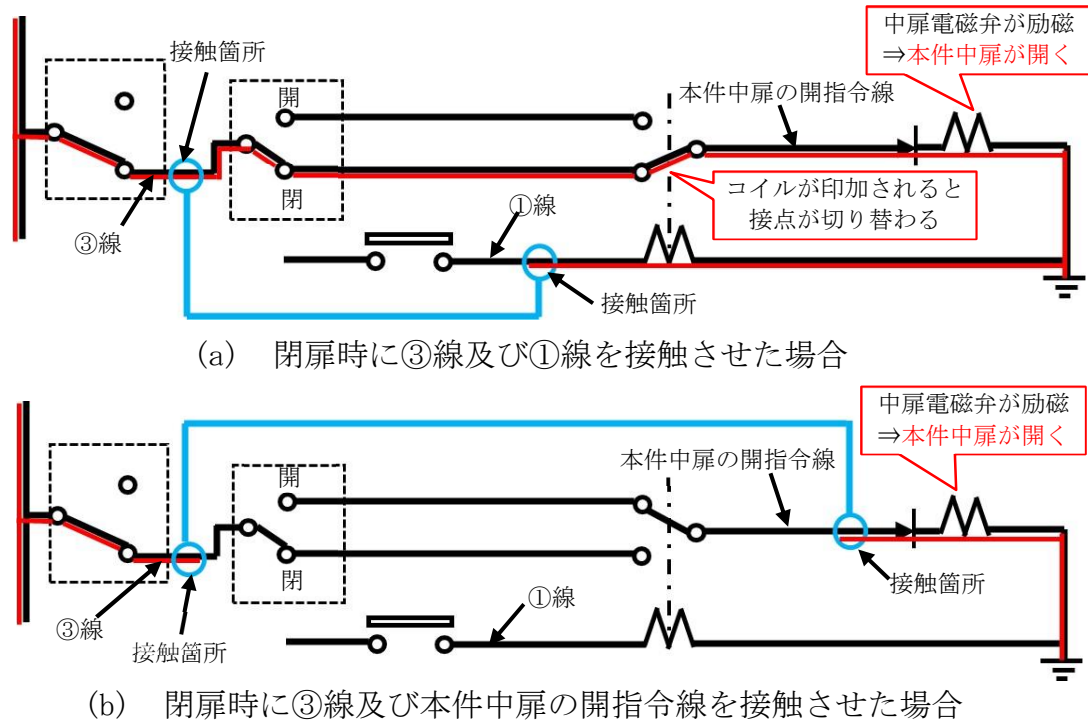 接触箇所
中扉電磁弁が励磁
⇒本件中扉が開く
開
本件中扉の開指令線
閉
③線
コイルが印加されると
接点が切り替わる
①線
接触箇所
(a) 閉扉時に③線及び①線を接触させた場合
中扉電磁弁が励磁
⇒本件中扉が開く
本件中扉の開指令線
開
閉
接触箇所
①線
③線
接触箇所
(b) 閉扉時に③線及び本件中扉の開指令線を接触させた場合